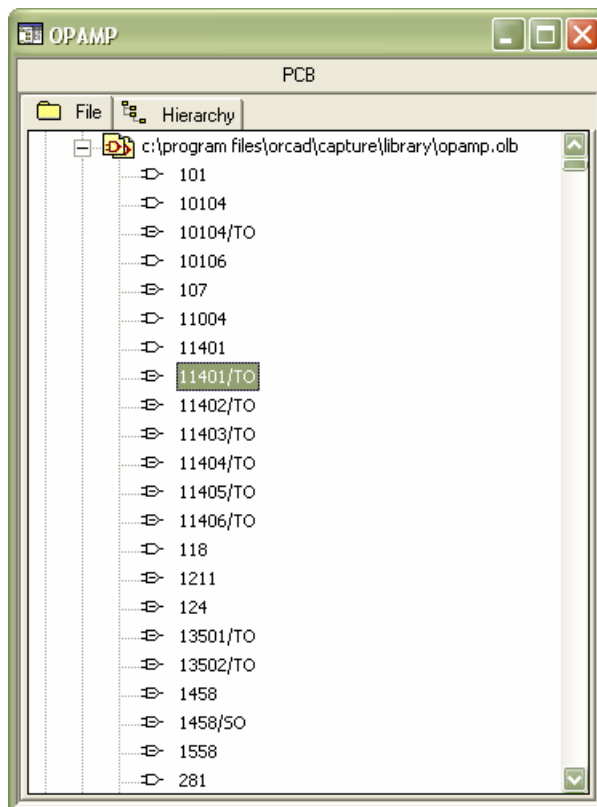 OPAMP
PCB
File Hierarchy
c:\program files\orcad\capture\library\opamp.olb
101
10104
10104/TO
10106
107
11004
11401
11401/TO
11402/TO
11403/TO
11404/TO
11405/TO
11406/TO
118
1211
124
13501/TO
13502/TO
1458
1458/SO
1558
281